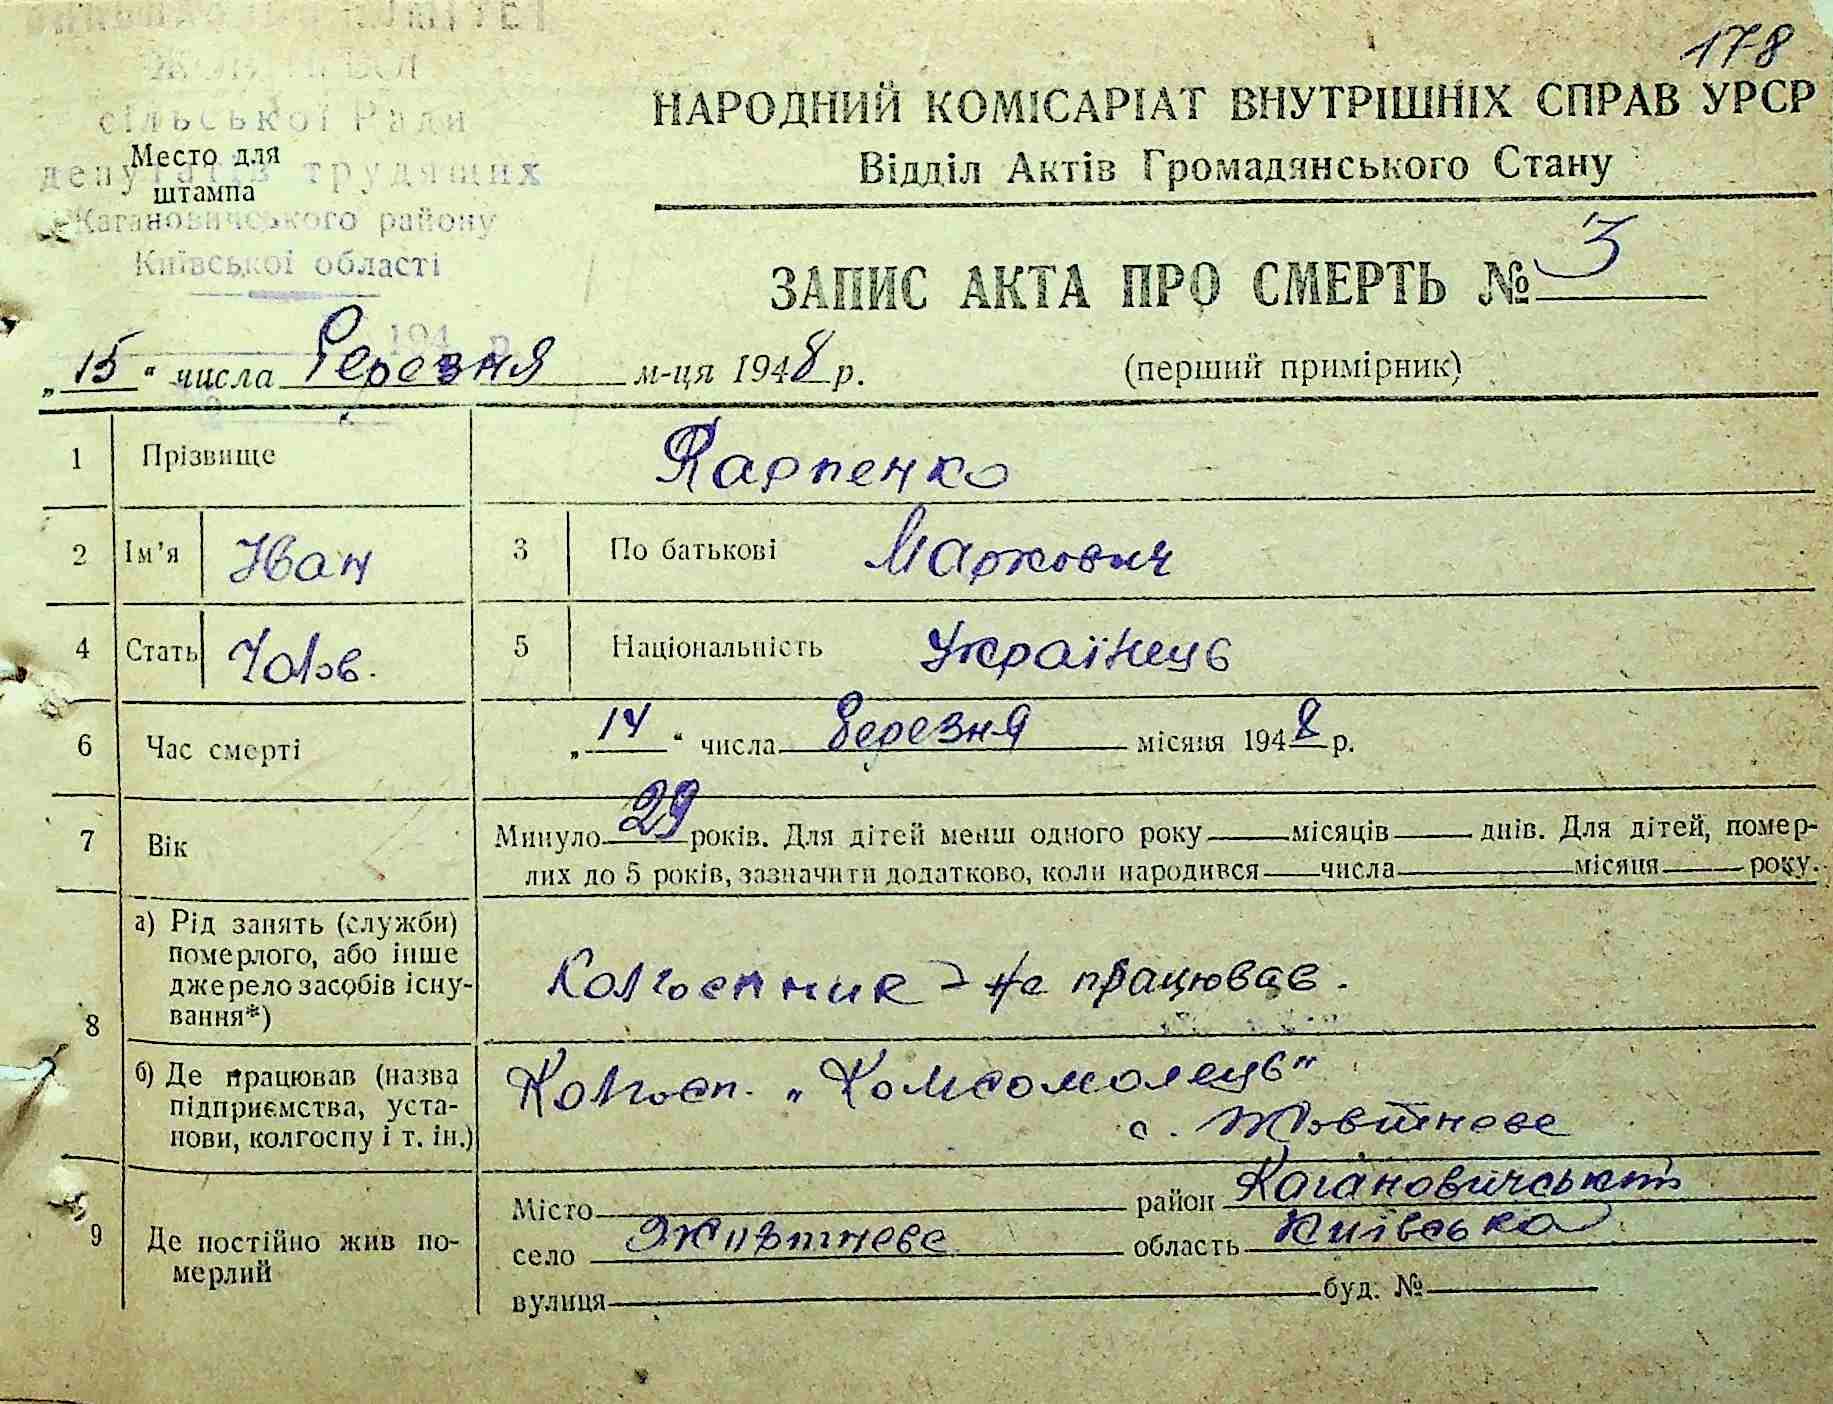 178
сільської Ради
депутатів трудящих
Кагановичського району
Київської області
194 р.
Место для
штампа
НАРОДНИЙ КОМІСАРІАТ ВНУТРІШНІХ СПРАВ УРСР
Відділ Актів Громадянського Стану
ЗАПИС АКТА ПРО СМЕРТЬ № 3
„15“ числа Березня м-ця 1948 р.
(перший примірник)
1 Прізвище Карпенко
2 Ім'я Іван 3 По батькові Маркович
4 Стать Чолов. 5 Національність Українець
6 Час смерті „14“ числа Березня місяця 1948 р.
7 Вік Минуло 29 років. Для дітей менш одного року місяців днів. Для дітей, помер-
лих до 5 років, зазначити додатково, коли народився числа місяця року.
8 а) Рід занять (служби)
померлого, або інше
джерело засобів існу-
вання*)
Колгоспник - не працював.
б) Де працював (назва
підприємства, уста-
нови, колгоспу і т. ін.)
Колгосп. „Комсомолець"
с. Жовтневе
9 Де постійно жив по-
мерлий
Місто район Кагановичський
село Жовтневе область Київська
вулиця буд. №